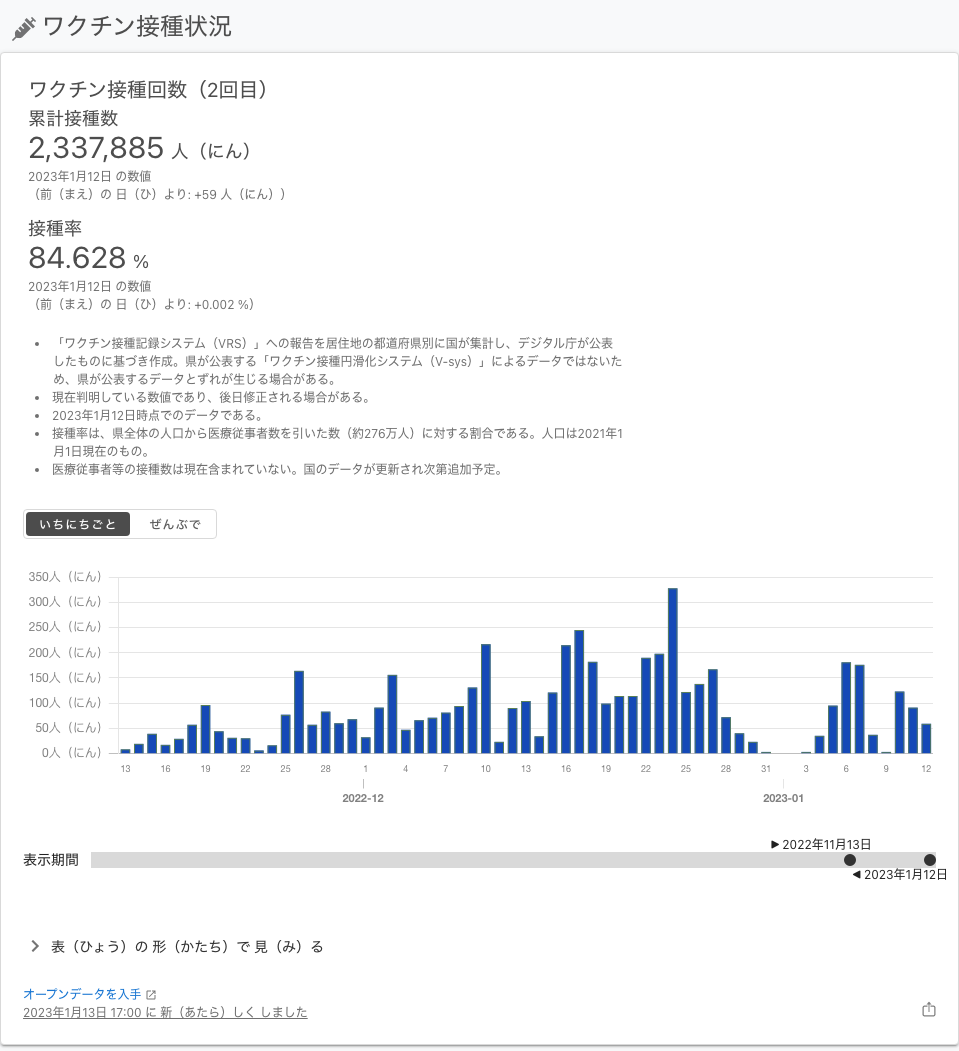 ワクチン接種状況
ワクチン接種回数（2回目）
累計接種数
2,337,885 人（にん）
2023年1月12日 の数値
（前（まえ）の 日（ひ）より: +59 人（にん））
接種率
84.628 %
2023年1月12日 の数値
（前（まえ）の 日（ひ）より: +0.002 %）
• 「ワクチン接種記録システム（VRS）」への報告を居住地の都道府県別に国が集計し、デジタル庁が公表
したものに基づき作成。県が公表する「ワクチン接種円滑化システム（V-sys）」によるデータではないた
め、県が公表するデータとずれが生じる場合がある。
• 現在判明している数値であり、後日修正される場合がある。
• 2023年1月12日時点でのデータである。
• 接種率は、県全体の人口から医療従事者数を引いた数（約276万人）に対する割合である。人口は2021年1
月1日現在のもの。
• 医療従事者等の接種数は現在含まれていない。国のデータが更新され次第追加予定。
いちにちごと ぜんぶで
350人（にん）
300人（にん）
250人（にん）
200人（にん）
150人（にん）
100人（にん）
50人（にん）
0人（にん）
13 16 19 22 25 28 1 4 7 10 13 16 19 22 25 28 31 3 6 9 12
2022-12 2023-01
▶ 2022年11月13日
表示期間
◀ 2023年1月12日
表（ひょう）の 形（かたち）で 見（み）る
オープンデータを入手
2023年1月13日 17:00 に 新（あたら）しく しました